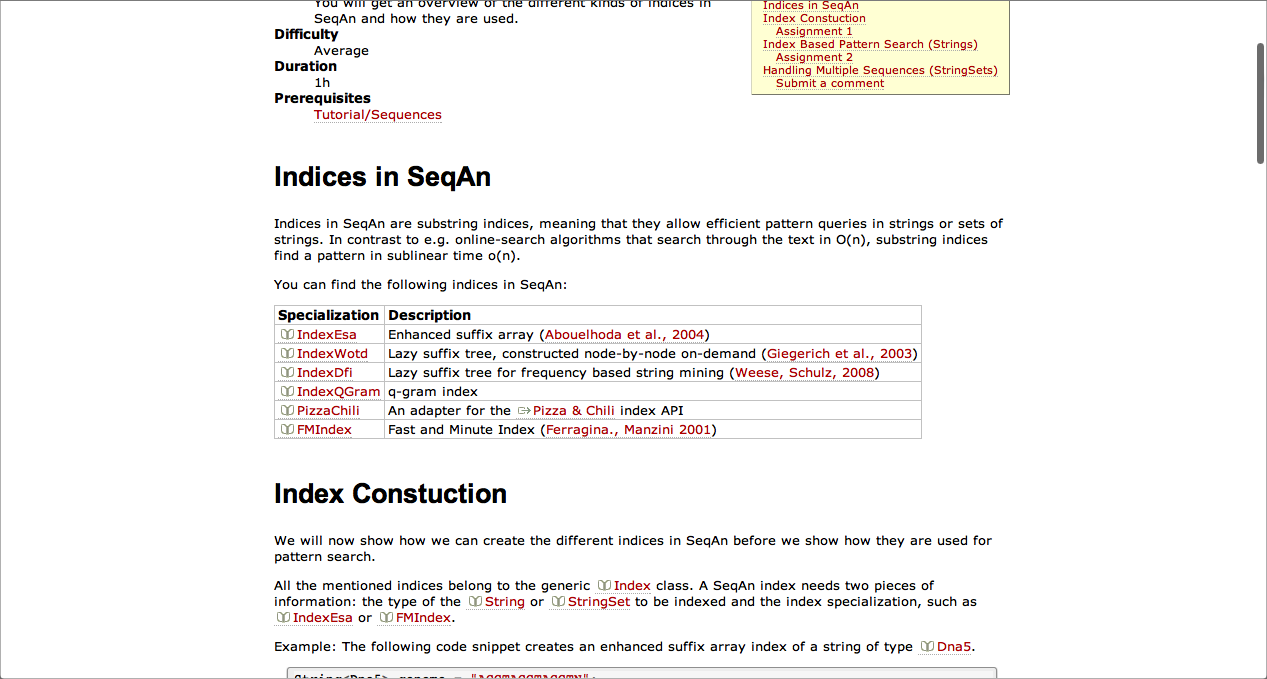 You will get an overview of the different kinds of indices in
SeqAn and how they are used.
Difficulty
Average
Duration
1h
Prerequisites
Tutorial/Sequences
Indices in SeqAn
Index Constuction
Assignment 1
Index Based Pattern Search (Strings)
Assignment 2
Handling Multiple Sequences (StringSets)
Submit a comment
Indices in SeqAn
Indices in SeqAn are substring indices, meaning that they allow efficient pattern queries in strings or sets of
strings. In contrast to e.g. online-search algorithms that search through the text in O(n), substring indices
find a pattern in sublinear time o(n).
You can find the following indices in SeqAn:
Specialization Description
IndexEsa Enhanced suffix array (Abouelhoda et al., 2004)
IndexWotd Lazy suffix tree, constructed node-by-node on-demand (Giegerich et al., 2003)
IndexDfi Lazy suffix tree for frequency based string mining (Weese, Schulz, 2008)
IndexQGram q-gram index
PizzaChili An adapter for the Pizza & Chili index API
FMIndex Fast and Minute Index (Ferragina., Manzini 2001)
Index Constuction
We will now show how we can create the different indices in SeqAn before we show how they are used for
pattern search.
All the mentioned indices belong to the generic Index class. A SeqAn index needs two pieces of
information: the type of the String or StringSet to be indexed and the index specialization, such as
IndexEsa or FMIndex.
Example: The following code snippet creates an enhanced suffix array index of a string of type Dna5.